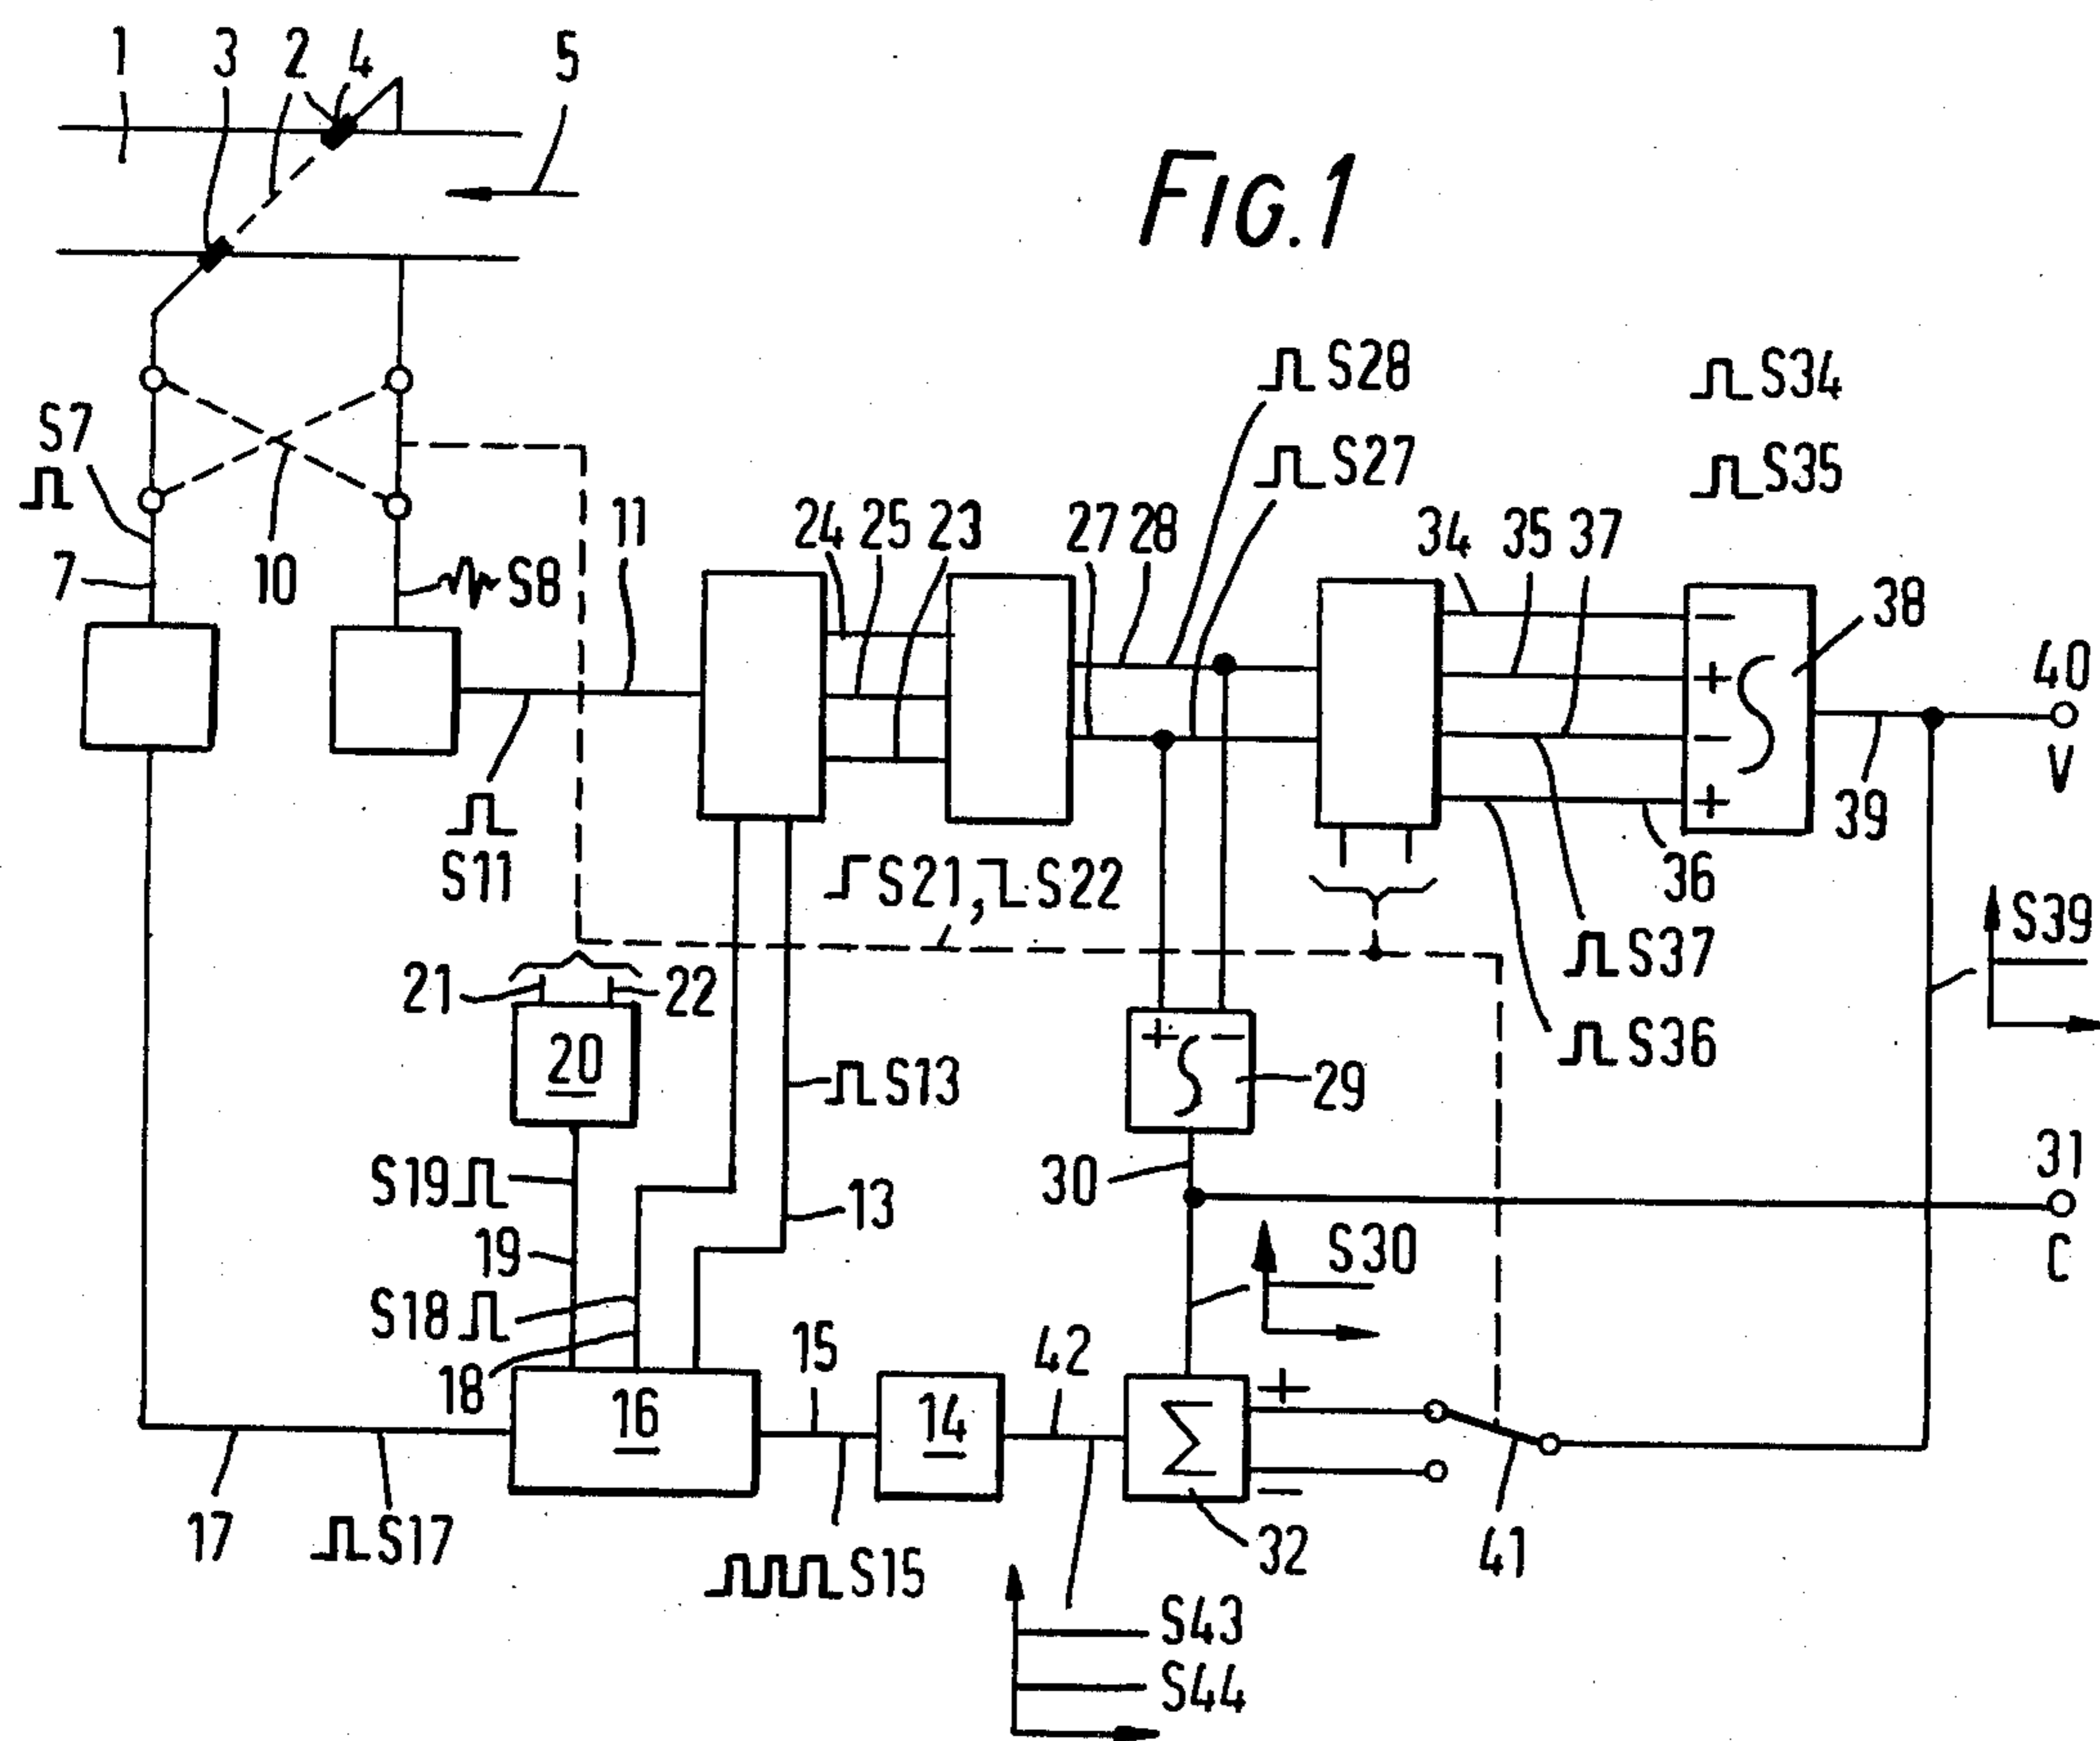 1 3 2 4 5
FIG.1
S7
7
10
S8
11
S11
24 25 23
27 28
S28
S27
S34
S35
34 35 37
38
40
V
39
36
S37
S36
S39
S21, S22
21 22
20
S13
13
S19
19
S18
18
29
30
31
C
S30
16
15
14
42
+ −
− + − +
Σ
+
−
32
41
17
S17
S15
S43
S44